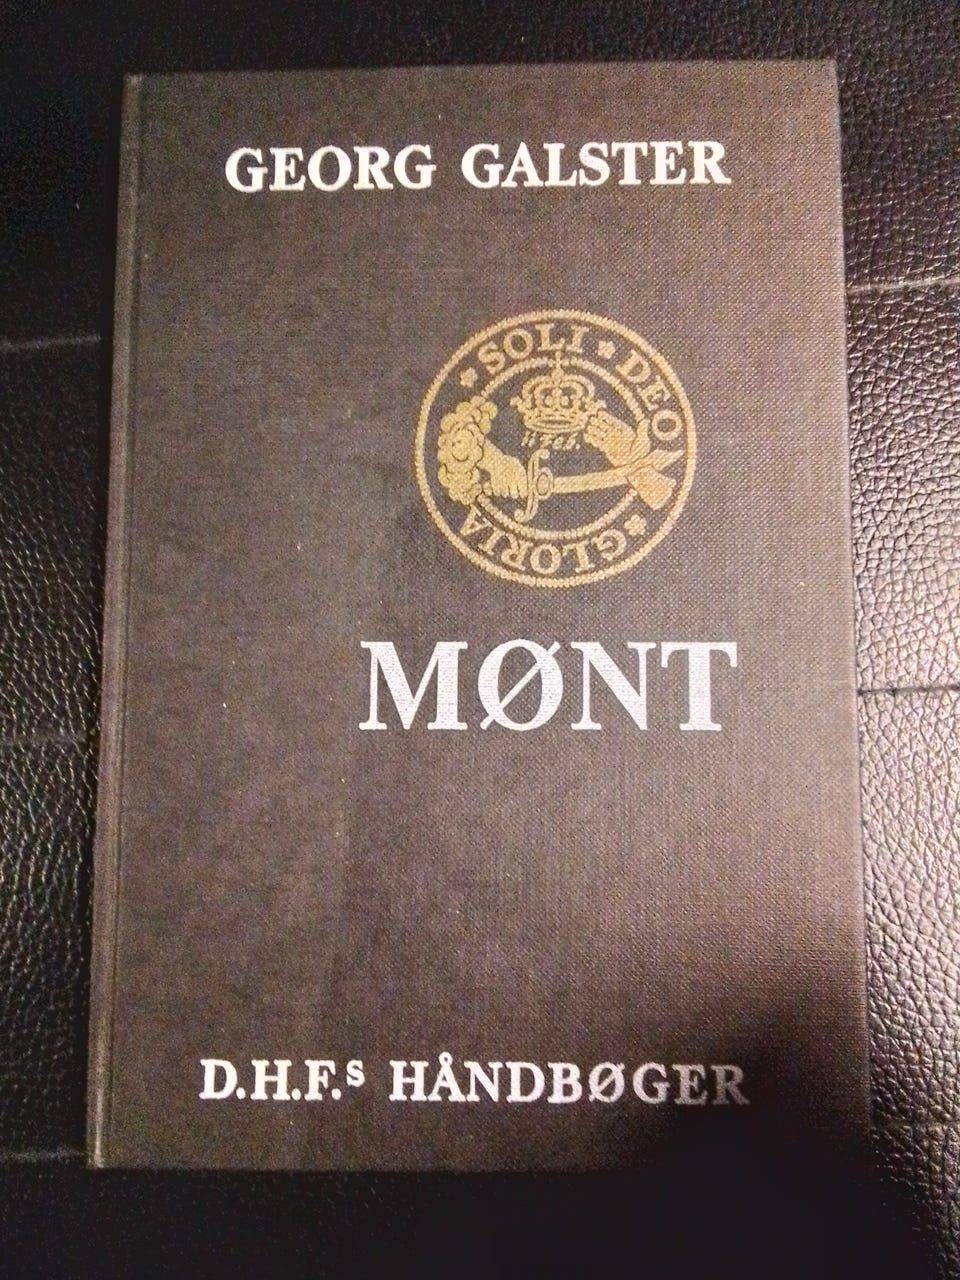 GEORG GALSTER
SOLI DEO GLORIA
MØNT
D.H.F.s HÅNDBØGER